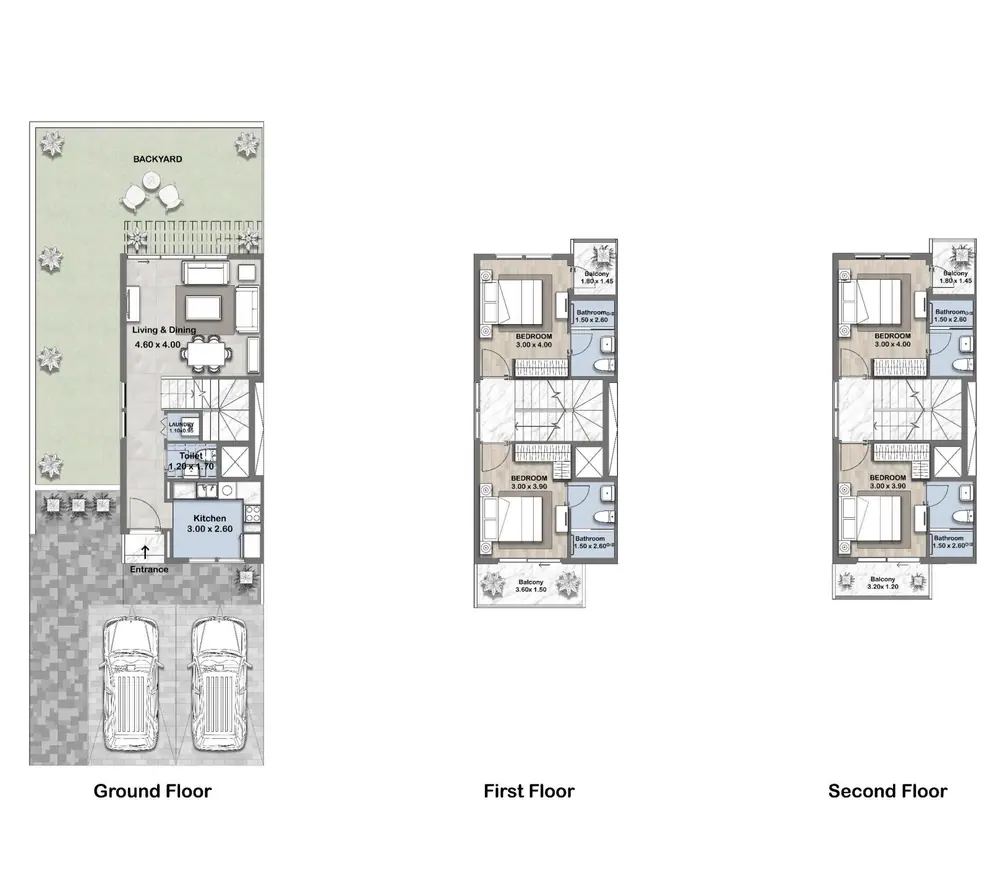 BACKYARD
Living & Dining
4.60 x 4.00
LAUNDRY
1.10x0.95
Toilet
1.20 x 1.70
Kitchen
3.00 x 2.60
Entrance
Ground Floor
Balcony
1.80 x 1.45
Bathroom
1.50 x 2.60
BEDROOM
3.00 x 4.00
BEDROOM
3.00 x 3.90
Bathroom
1.50 x 2.60
Balcony
3.60x 1.50
First Floor
Balcony
1.80 x 1.45
Bathroom
1.50 x 2.60
BEDROOM
3.00 x 4.00
BEDROOM
3.00 x 3.90
Bathroom
1.50 x 2.60
Balcony
3.20x 1.20
Second Floor